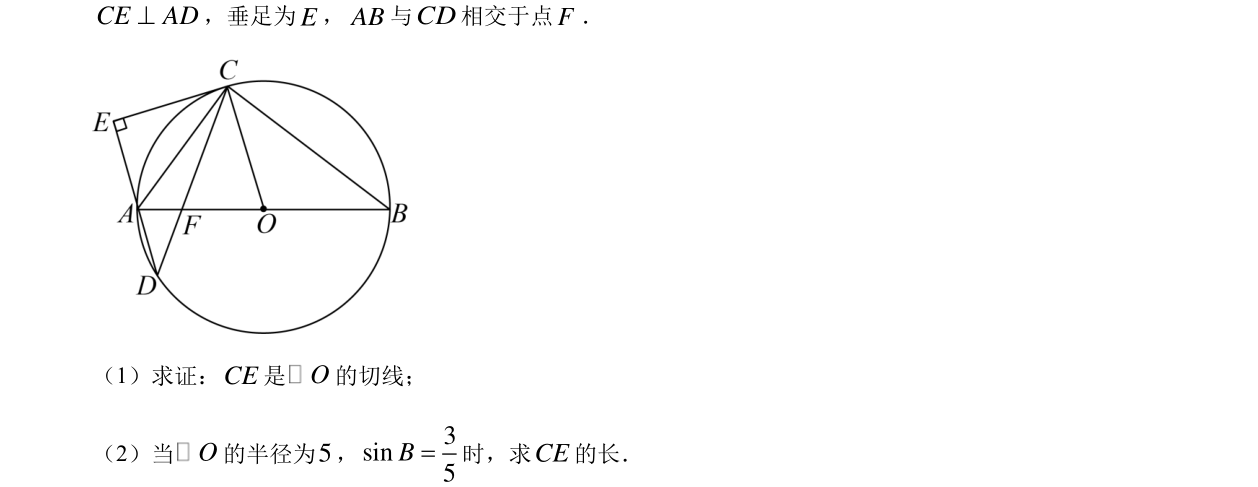 CE ⊥ AD，垂足为E，AB与CD相交于点F．
C
E
A
F
O
B
D
（1）求证：CE是□ O的切线；
（2）当□ O的半径为5，sin B = 3/5 时，求CE的长．